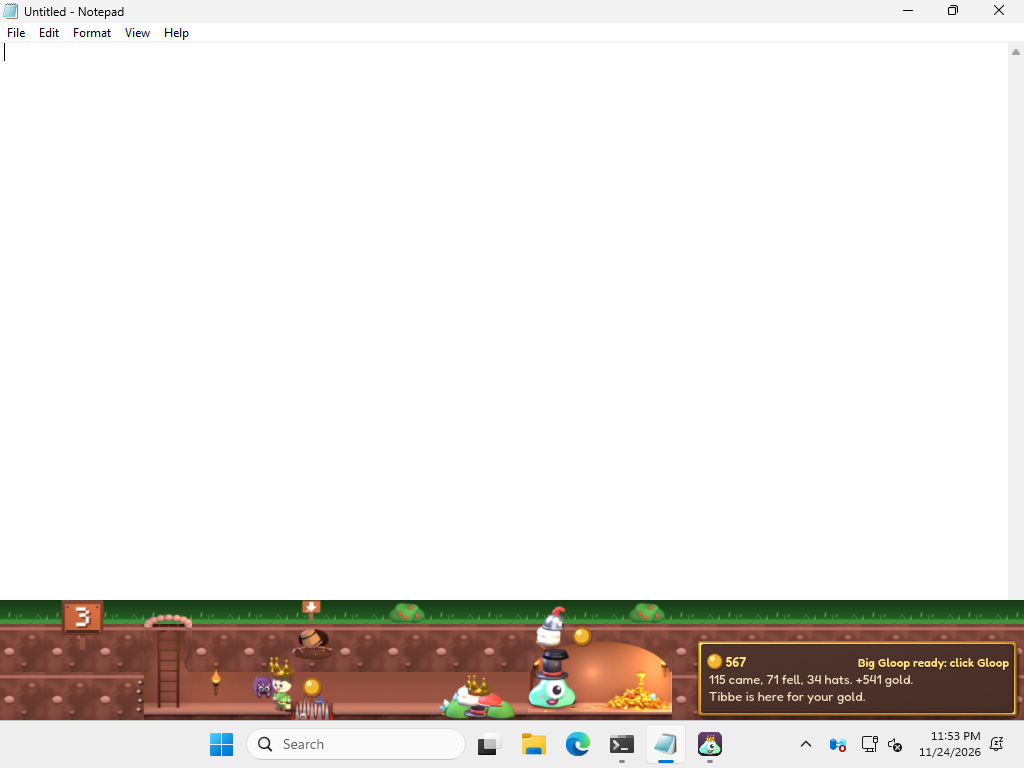 Untitled - Notepad
File Edit Format View Help
3
567 Big Gloop ready: click Gloop
115 came, 71 fell, 34 hats. +541 gold.
Tibbe is here for your gold.
Search
11:53 PM
11/24/2026